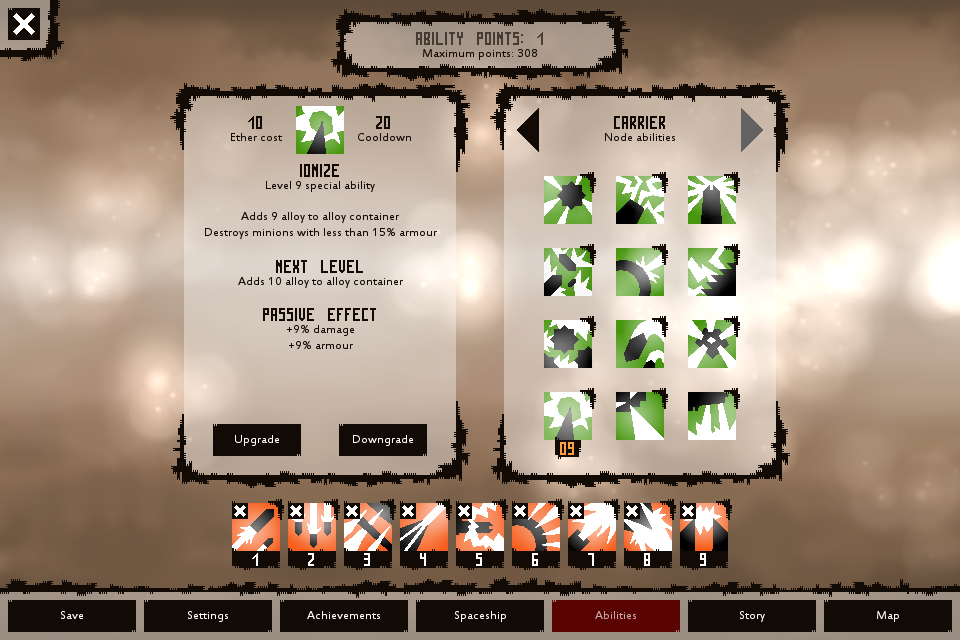 ABILITY POINTS: 1
Maximum points: 308
10
Ether cost
20
Cooldown
IONIZE
Level 9 special ability
Adds 9 alloy to alloy container
Destroys minions with less than 15% armour
NEXT LEVEL
Adds 10 alloy to alloy container
PASSIVE EFFECT
+9% damage
+9% armour
Upgrade
Downgrade
CARRIER
Node abilities
09
1
2
3
4
5
6
7
8
9
Save
Settings
Achievements
Spaceship
Abilities
Story
Map